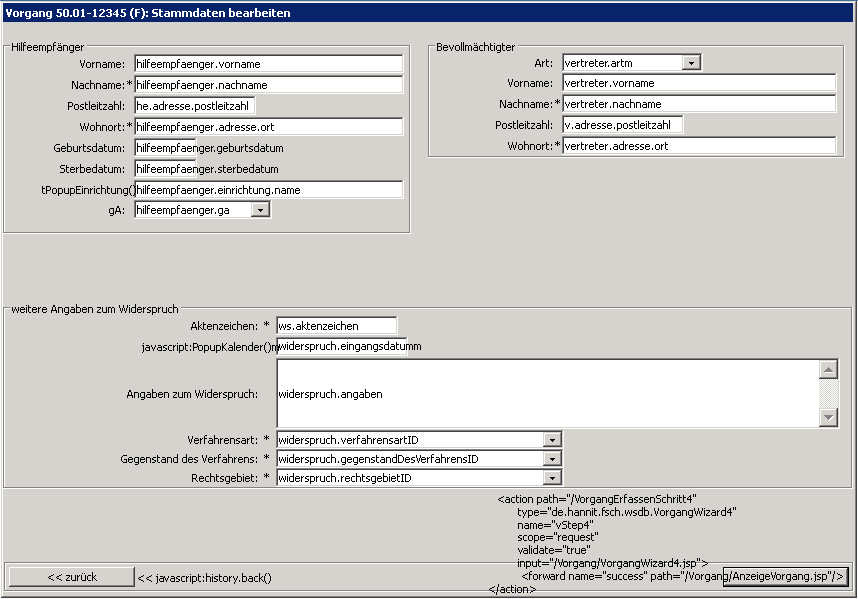 Vorgang 50.01-12345 (F): Stammdaten bearbeiten
Hilfeempfänger
Vorname: hilfeempfaenger.vorname
Nachname:* hilfeempfaenger.nachname
Postleitzahl: he.adresse.postleitzahl
Wohnort:* hilfeempfaenger.adresse.ort
Geburtsdatum: hilfeempfaenger.geburtsdatum
Sterbedatum: hilfeempfaenger.sterbedatum
tPopupEinrichtung() hilfeempfaenger.einrichtung.name
gA: hilfeempfaenger.ga
Bevollmächtigter
Art: vertreter.artm
Vorname: vertreter.vorname
Nachname:* vertreter.nachname
Postleitzahl: v.adresse.postleitzahl
Wohnort:* vertreter.adresse.ort
weitere Angaben zum Widerspruch
Aktenzeichen: * ws.aktenzeichen
javascript:PopupKalender()m widerspruch.eingangsdatumm
Angaben zum Widerspruch: widerspruch.angaben
Verfahrensart: * widerspruch.verfahrensartID
Gegenstand des Verfahrens: * widerspruch.gegenstandDesVerfahrensID
Rechtsgebiet: * widerspruch.rechtsgebietID
<action path="/VorgangErfassenSchritt4"
type="de.hannit.fsch.wsdb.VorgangWizard4"
name="vStep4"
scope="request"
validate="true"
input="/Vorgang/VorgangWizard4.jsp">
<forward name="success" path="/Vorgang/AnzeigeVorgang.jsp"/>
</action>
<< zurück << javascript:history.back()